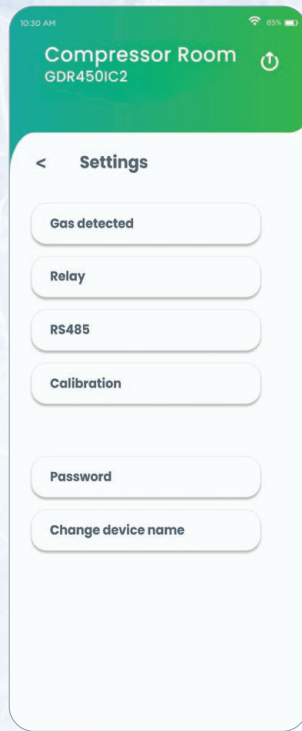 10:30 AM 85%
Compressor Room
GDR450IC2
< Settings
Gas detected
Relay
RS485
Calibration
Password
Change device name